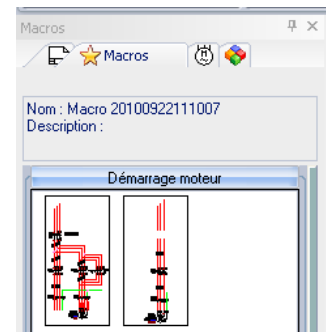 Macros
Macros
Nom : Macro 20100922111007
Description :
Démarrage moteur